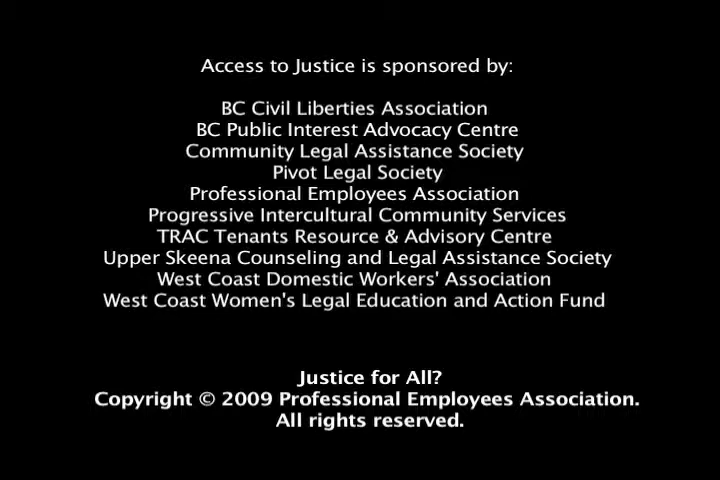 Access to Justice is sponsored by:
BC Civil Liberties Association
BC Public Interest Advocacy Centre
Community Legal Assistance Society
Pivot Legal Society
Professional Employees Association
Progressive Intercultural Community Services
TRAC Tenants Resource & Advisory Centre
Upper Skeena Counseling and Legal Assistance Society
West Coast Domestic Workers' Association
West Coast Women's Legal Education and Action Fund
Justice for All?
Copyright © 2009 Professional Employees Association.
All rights reserved.